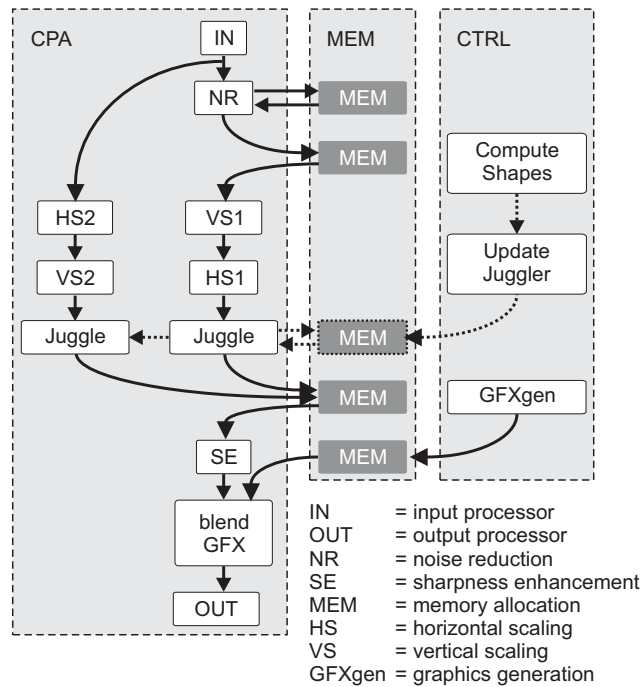 CPA
MEM
CTRL
IN
NR
MEM
MEM
Compute
Shapes
HS2
VS1
Update
Juggler
VS2
HS1
Juggle
Juggle
MEM
MEM
GFXgen
SE
MEM
blend
GFX
OUT
IN = input processor
OUT = output processor
NR = noise reduction
SE = sharpness enhancement
MEM = memory allocation
HS = horizontal scaling
VS = vertical scaling
GFXgen = graphics generation